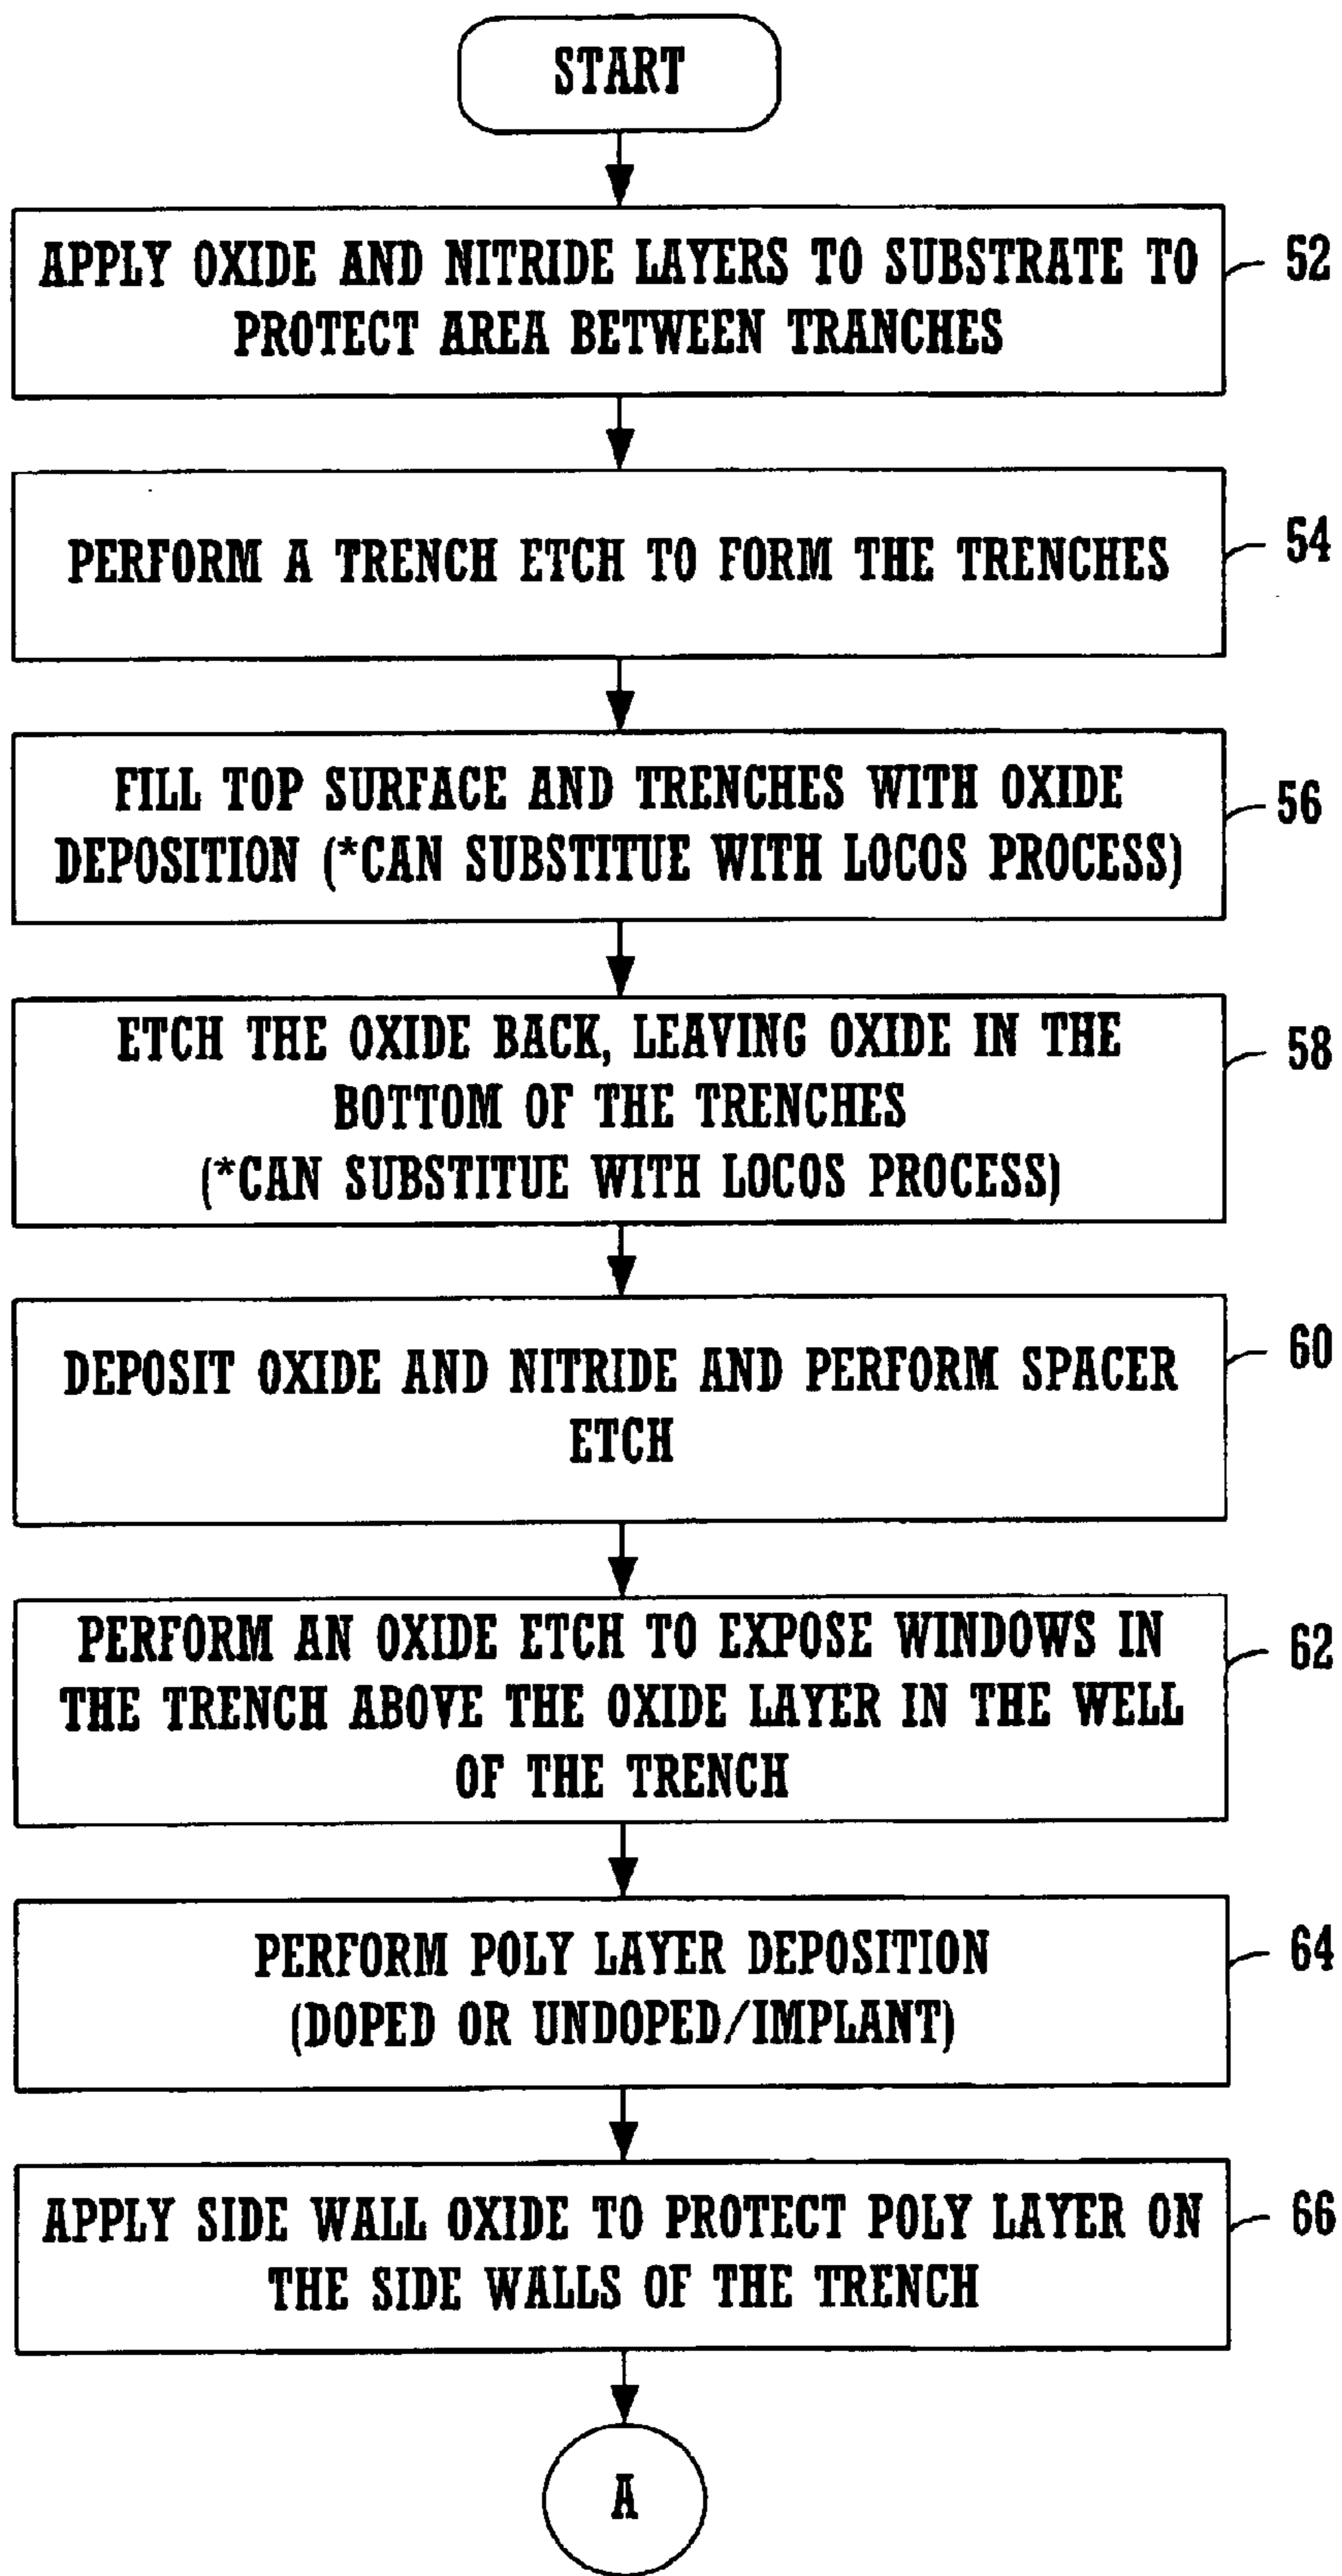 START
APPLY OXIDE AND NITRIDE LAYERS TO SUBSTRATE TO
PROTECT AREA BETWEEN TRANCHES
52
PERFORM A TRENCH ETCH TO FORM THE TRENCHES
54
FILL TOP SURFACE AND TRENCHES WITH OXIDE
DEPOSITION (*CAN SUBSTITUE WITH LOCOS PROCESS)
56
ETCH THE OXIDE BACK, LEAVING OXIDE IN THE
BOTTOM OF THE TRENCHES
(*CAN SUBSTITUE WITH LOCOS PROCESS)
58
DEPOSIT OXIDE AND NITRIDE AND PERFORM SPACER
ETCH
60
PERFORM AN OXIDE ETCH TO EXPOSE WINDOWS IN
THE TRENCH ABOVE THE OXIDE LAYER IN THE WELL
OF THE TRENCH
62
PERFORM POLY LAYER DEPOSITION
(DOPED OR UNDOPED/IMPLANT)
64
APPLY SIDE WALL OXIDE TO PROTECT POLY LAYER ON
THE SIDE WALLS OF THE TRENCH
66
A